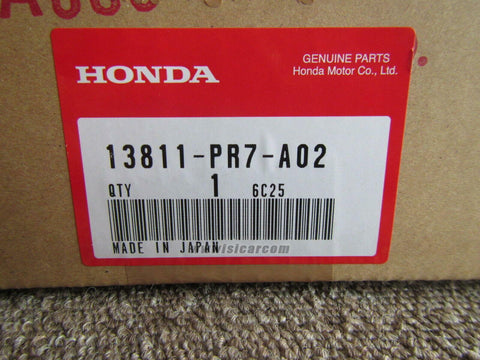 HONDA
GENUINE PARTS
Honda Motor Co., Ltd.
13811-PR7-A02
QTY 1 6C25
MADE IN JAPAN